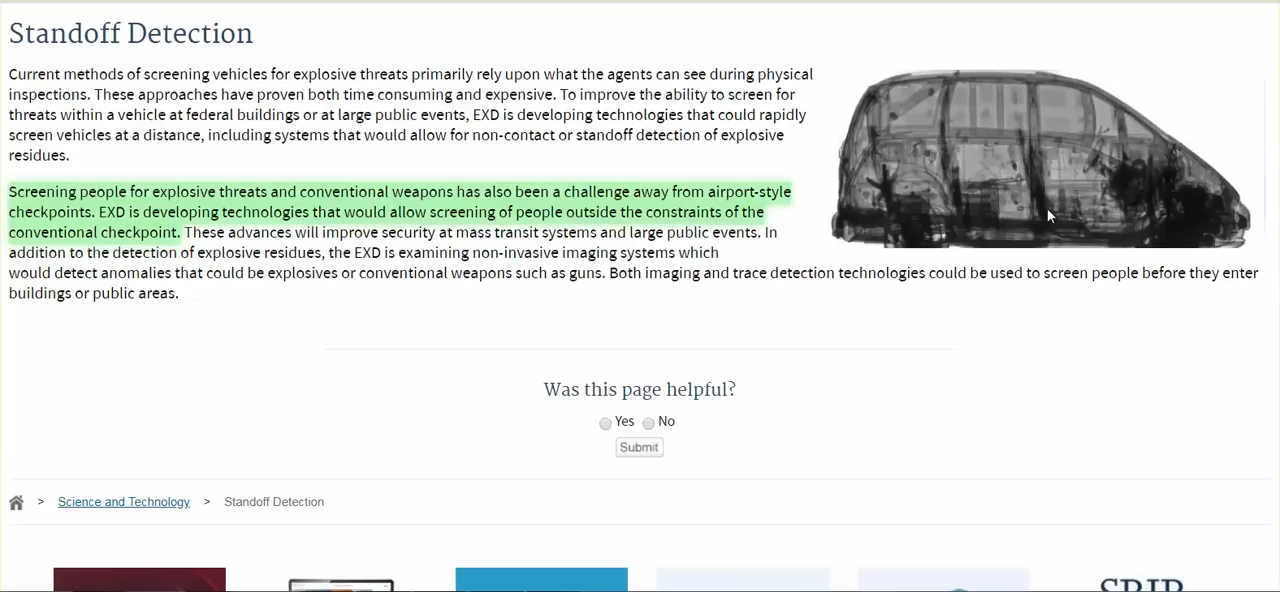 Standoff Detection
Current methods of screening vehicles for explosive threats primarily rely upon what the agents can see during physical
inspections. These approaches have proven both time consuming and expensive. To improve the ability to screen for
threats within a vehicle at federal buildings or at large public events, EXD is developing technologies that could rapidly
screen vehicles at a distance, including systems that would allow for non-contact or standoff detection of explosive
residues.
Screening people for explosive threats and conventional weapons has also been a challenge away from airport-style
checkpoints. EXD is developing technologies that would allow screening of people outside the constraints of the
conventional checkpoint. These advances will improve security at mass transit systems and large public events. In
addition to the detection of explosive residues, the EXD is examining non-invasive imaging systems which
would detect anomalies that could be explosives or conventional weapons such as guns. Both imaging and trace detection technologies could be used to screen people before they enter
buildings or public areas.
Was this page helpful?
Yes No
Submit
> Science and Technology > Standoff Detection